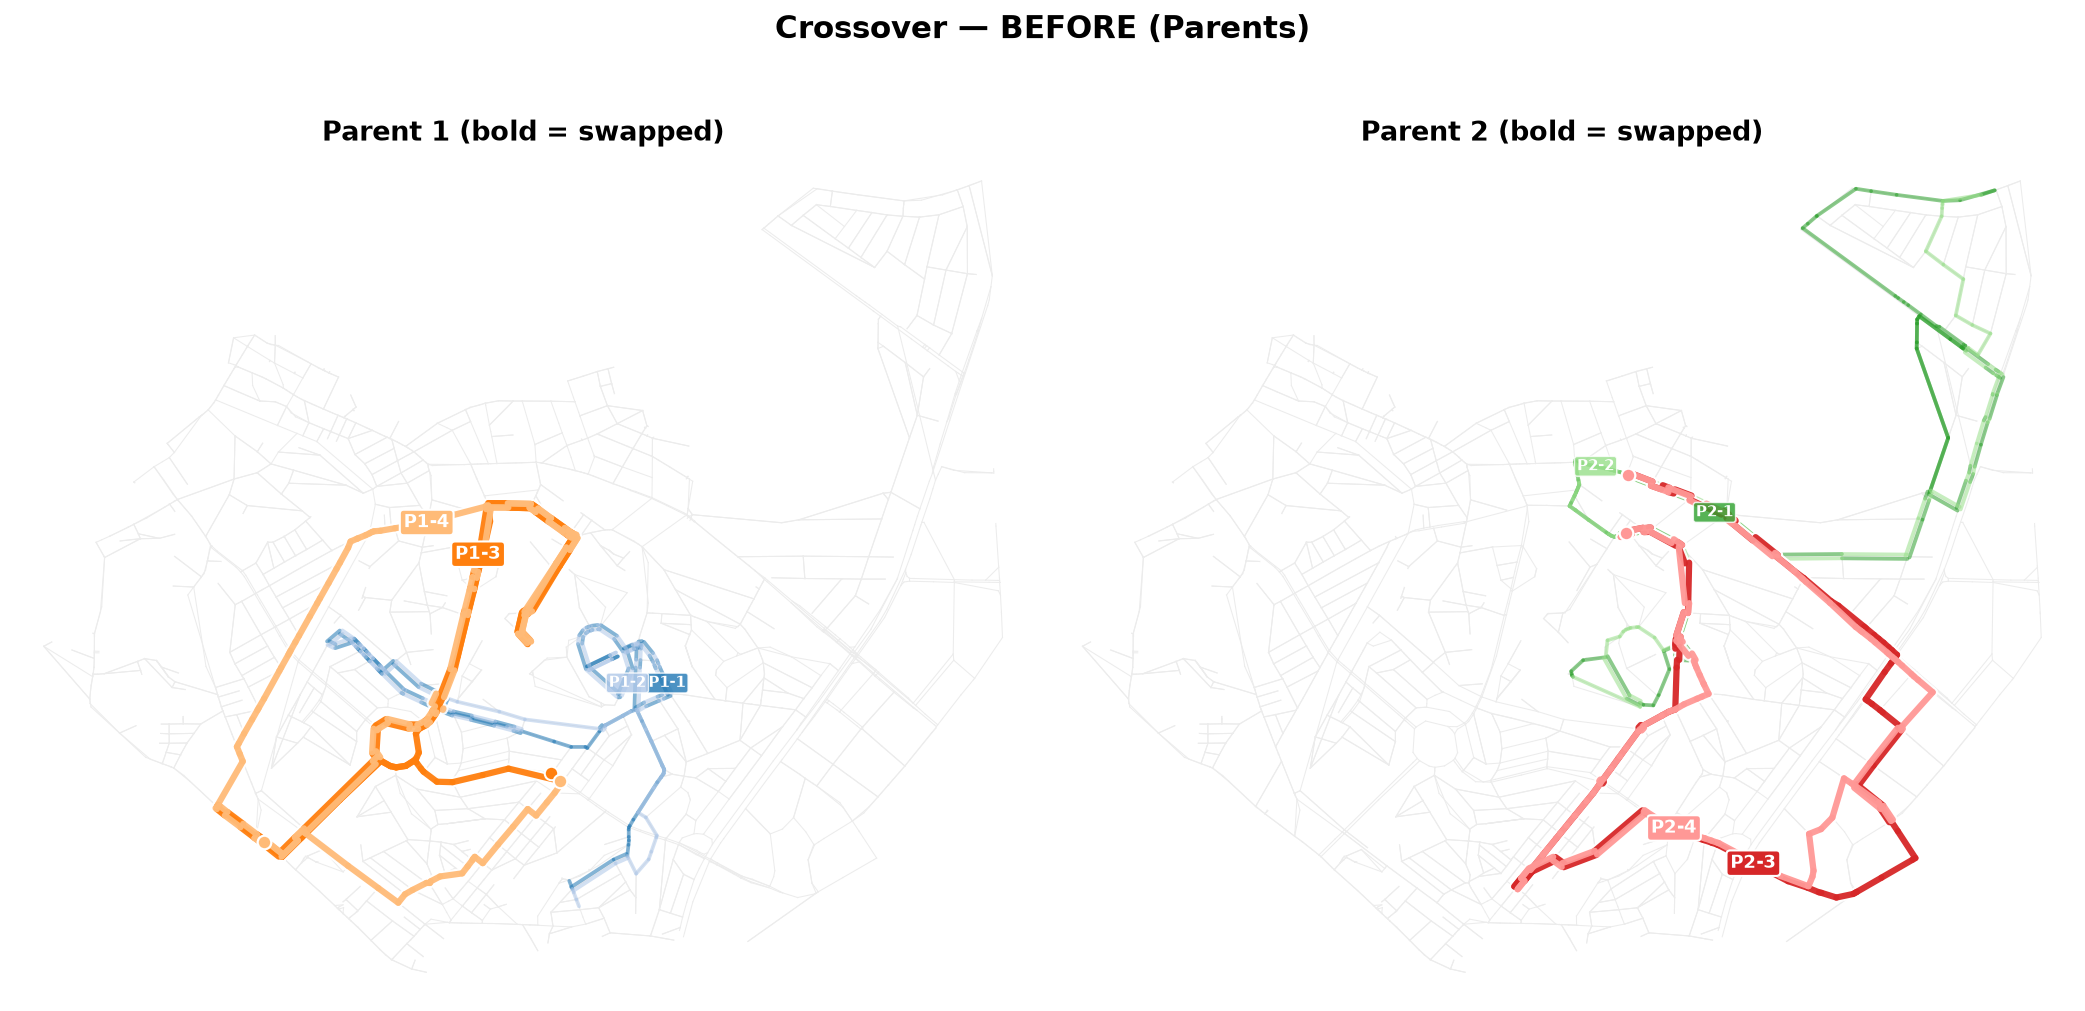 Crossover — BEFORE (Parents)
Parent 1 (bold = swapped)
P1-4
P1-3
P1-2
P1-1
Parent 2 (bold = swapped)
P2-2
P2-1
P2-4
P2-3